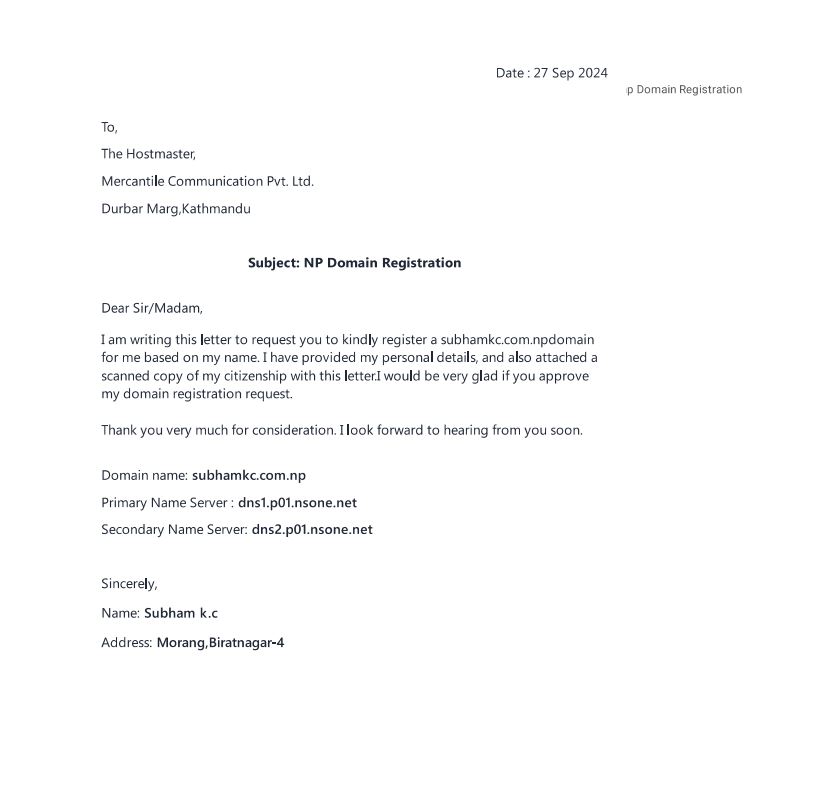 Date : 27 Sep 2024
p Domain Registration
To,
The Hostmaster,
Mercantile Communication Pvt. Ltd.
Durbar Marg,Kathmandu
Subject: NP Domain Registration
Dear Sir/Madam,
I am writing this letter to request you to kindly register a subhamkc.com.npdomain
for me based on my name. I have provided my personal details, and also attached a
scanned copy of my citizenship with this letter.I would be very glad if you approve
my domain registration request.
Thank you very much for consideration. I look forward to hearing from you soon.
Domain name: subhamkc.com.np
Primary Name Server : dns1.p01.nsone.net
Secondary Name Server: dns2.p01.nsone.net
Sincerely,
Name: Subham k.c
Address: Morang,Biratnagar-4